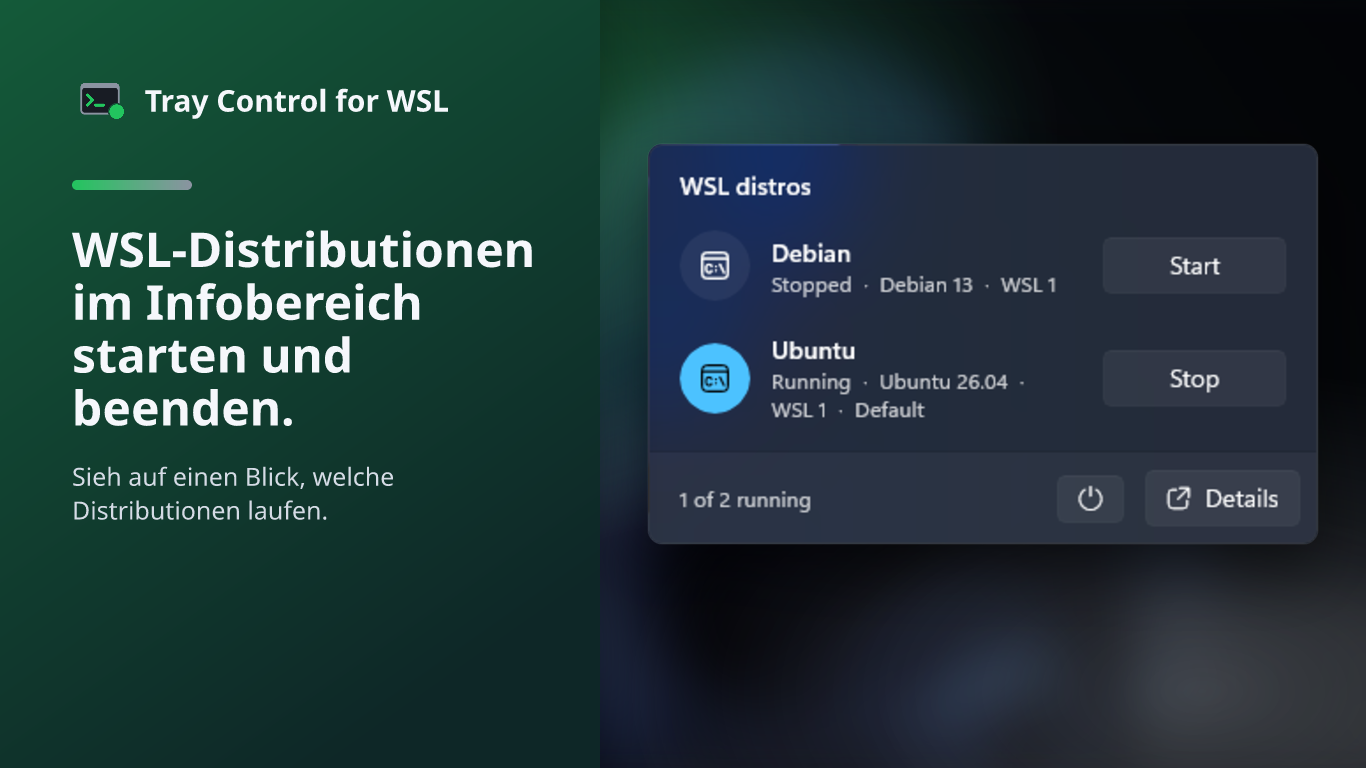 Tray Control for WSL
WSL-Distributionen
im Infobereich
starten und
beenden.
Sieh auf einen Blick, welche
Distributionen laufen.
WSL distros
Debian
Stopped · Debian 13 · WSL 1
Start
Ubuntu
Running · Ubuntu 26.04 ·
WSL 1 · Default
Stop
1 of 2 running
Details